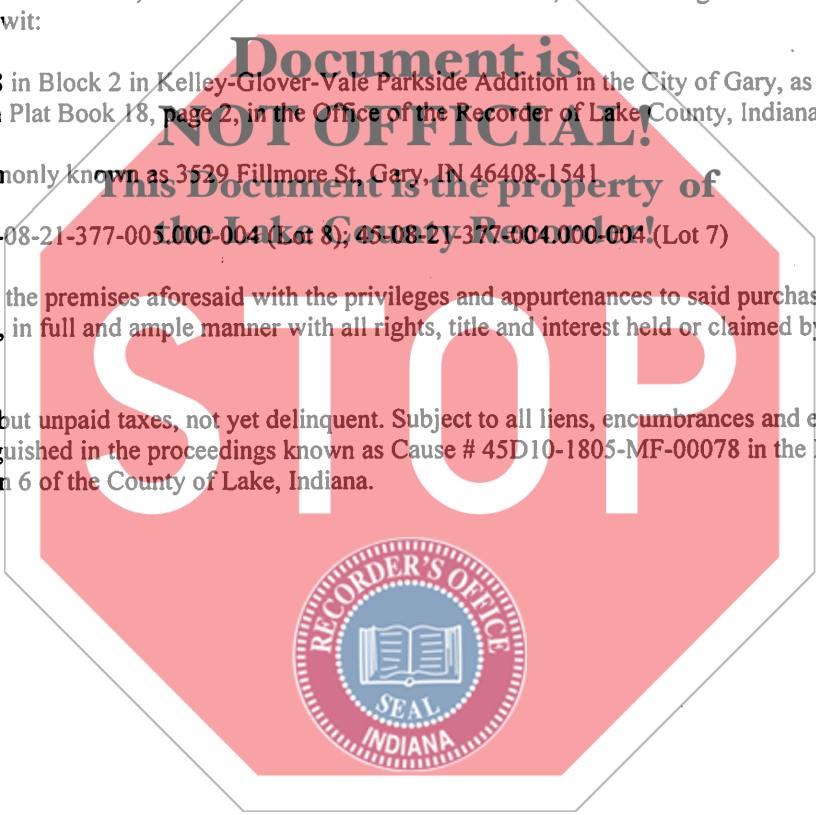 wit:
Document is
in Block 2 in Kelley-Glover-Vale Parkside Addition in the City of Gary, as
Plat Book 18, page 2, in the Office of the Recorder of Lake County, Indiana
NOT OFFICIAL!
monly known as 3529 Fillmore St, Gary, IN 46408-1541
This Document is the property of
-08-21-377-005.000-004 (Lot 8); 45-08-21-377-004.000-004 (Lot 7)
the Lake County Recorder!
the premises aforesaid with the privileges and appurtenances to said purchas
, in full and ample manner with all rights, title and interest held or claimed by
STOP
but unpaid taxes, not yet delinquent. Subject to all liens, encumbrances and e
guished in the proceedings known as Cause # 45D10-1805-MF-00078 in the
n 6 of the County of Lake, Indiana.
RECORDER'S OFFICE
SEAL
INDIANA